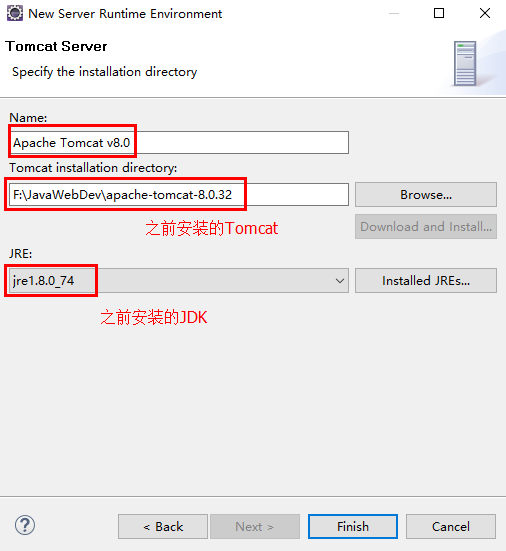 New Server Runtime Environment
Tomcat Server
Specify the installation directory
Name:
Apache Tomcat v8.0
Tomcat installation directory:
F:\JavaWebDev\apache-tomcat-8.0.32
Browse...
之前安装的Tomcat
Download and Install...
JRE:
jre1.8.0_74
Installed JREs...
之前安装的JDK
?
< Back
Next >
Finish
Cancel